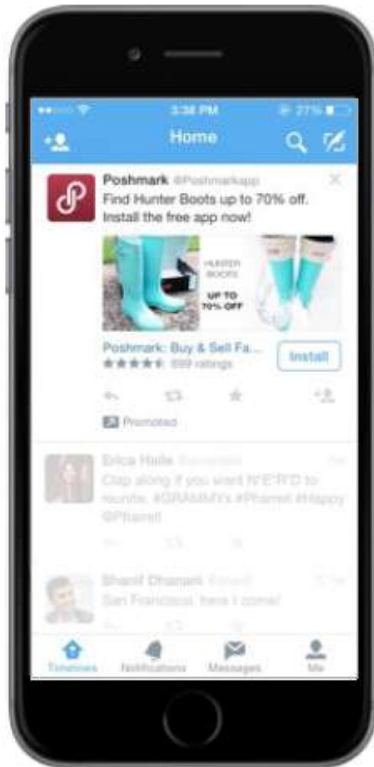 3:38 PM
27%
Home
Poshmark @Poshmarkapp
Find Hunter Boots up to 70% off.
Install the free app now!
HUNTER
BOOTS
UP TO
70% OFF
Poshmark: Buy & Sell Fa...
Install
699 ratings
Promoted
Erica Haile
Clap along if you want N*E*R*D to
reunite. #GRAMMYs #Pharrell #Happy
@Pharrell
Sharif Dhanani
San Francisco, here I come!
Timelines
Notifications
Messages
Me